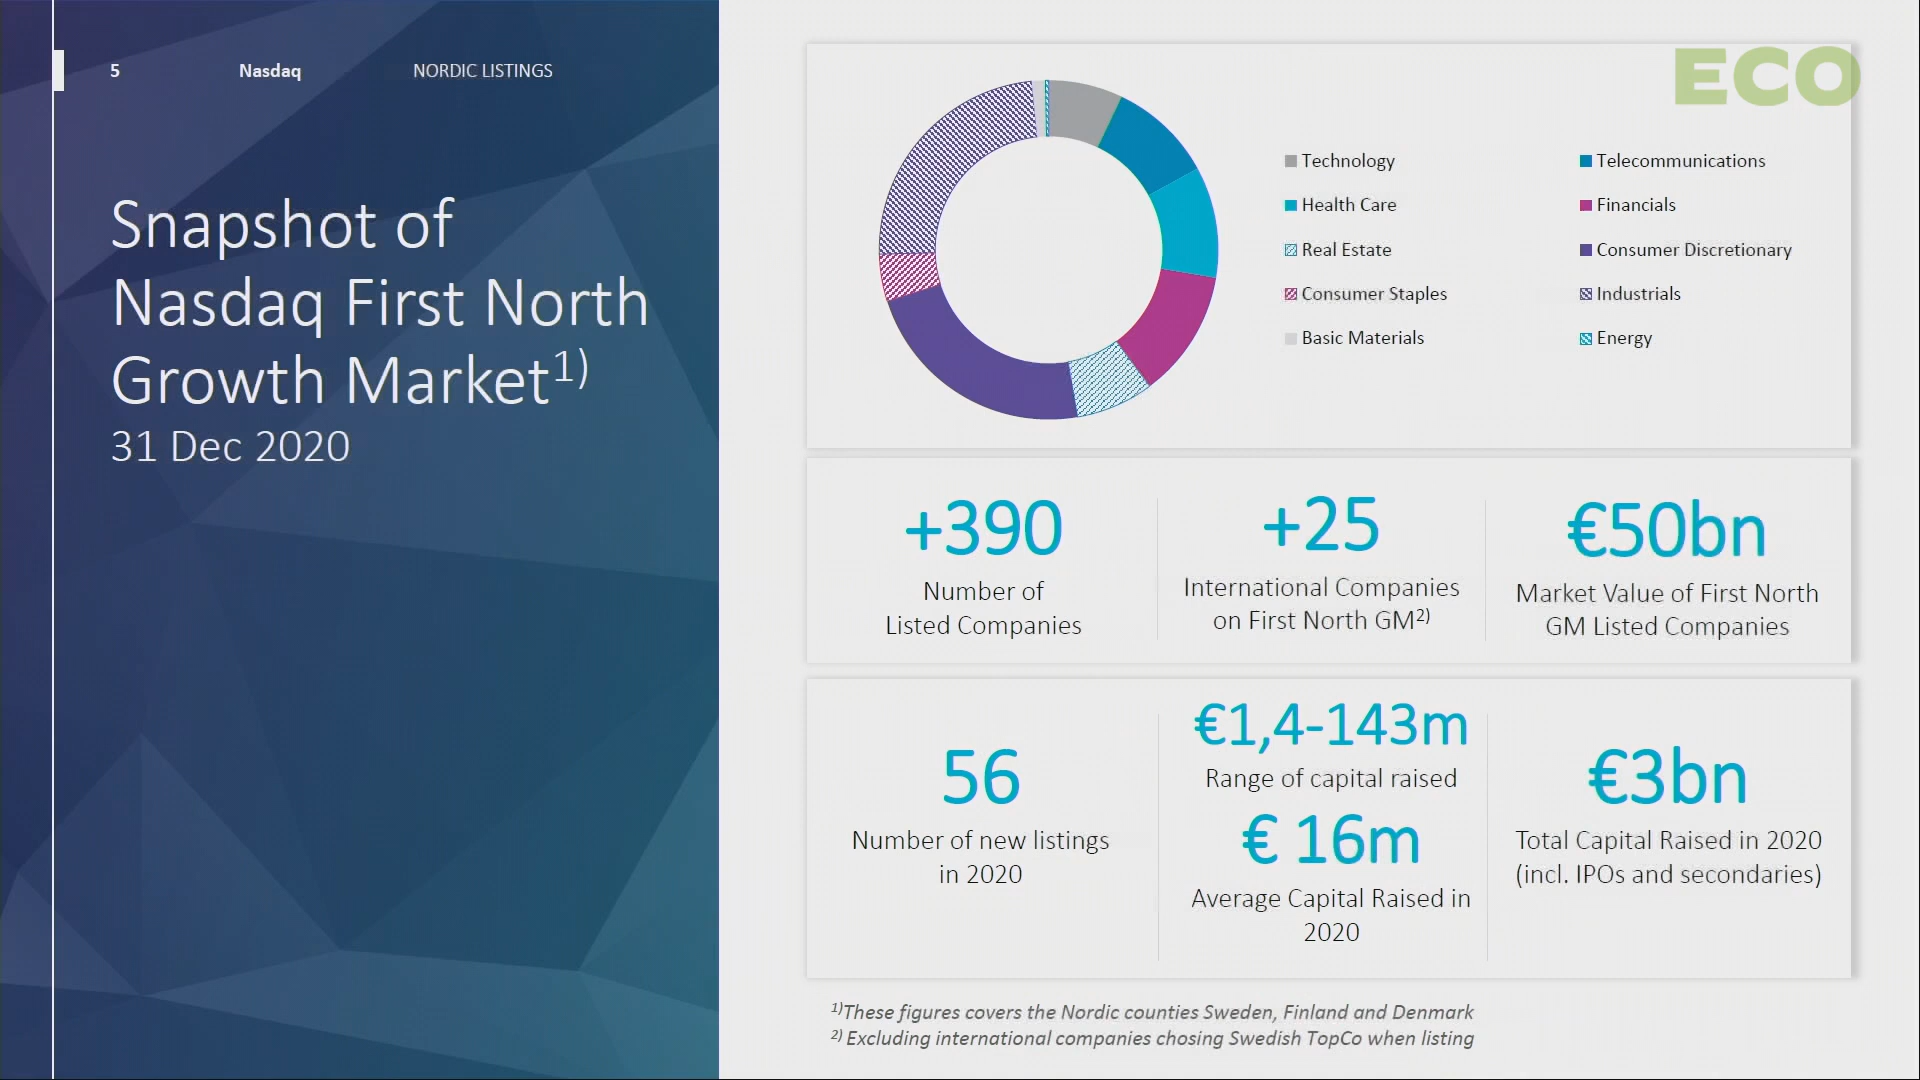 5 Nasdaq NORDIC LISTINGS
Snapshot of
Nasdaq First North
Growth Market1)
31 Dec 2020
ECO
Technology Telecommunications
Health Care Financials
Real Estate Consumer Discretionary
Consumer Staples Industrials
Basic Materials Energy
+390
Number of
Listed Companies
+25
International Companies
on First North GM2)
€50bn
Market Value of First North
GM Listed Companies
56
Number of new listings
in 2020
€1,4-143m
Range of capital raised
€ 16m
Average Capital Raised in
2020
€3bn
Total Capital Raised in 2020
(incl. IPOs and secondaries)
1)These figures covers the Nordic counties Sweden, Finland and Denmark
2) Excluding international companies chosing Swedish TopCo when listing